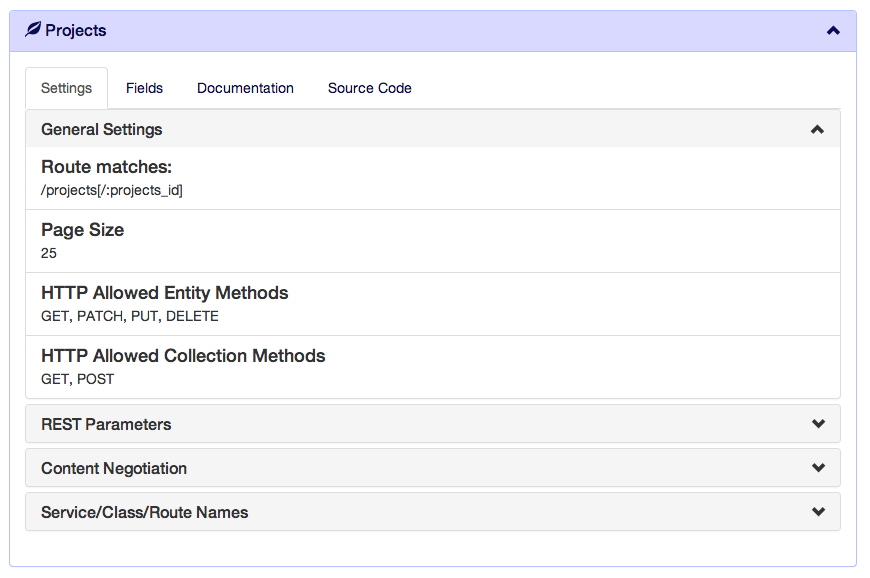 Projects
Settings Fields Documentation Source Code
General Settings
Route matches:
/projects[/:projects_id]
Page Size
25
HTTP Allowed Entity Methods
GET, PATCH, PUT, DELETE
HTTP Allowed Collection Methods
GET, POST
REST Parameters
Content Negotiation
Service/Class/Route Names